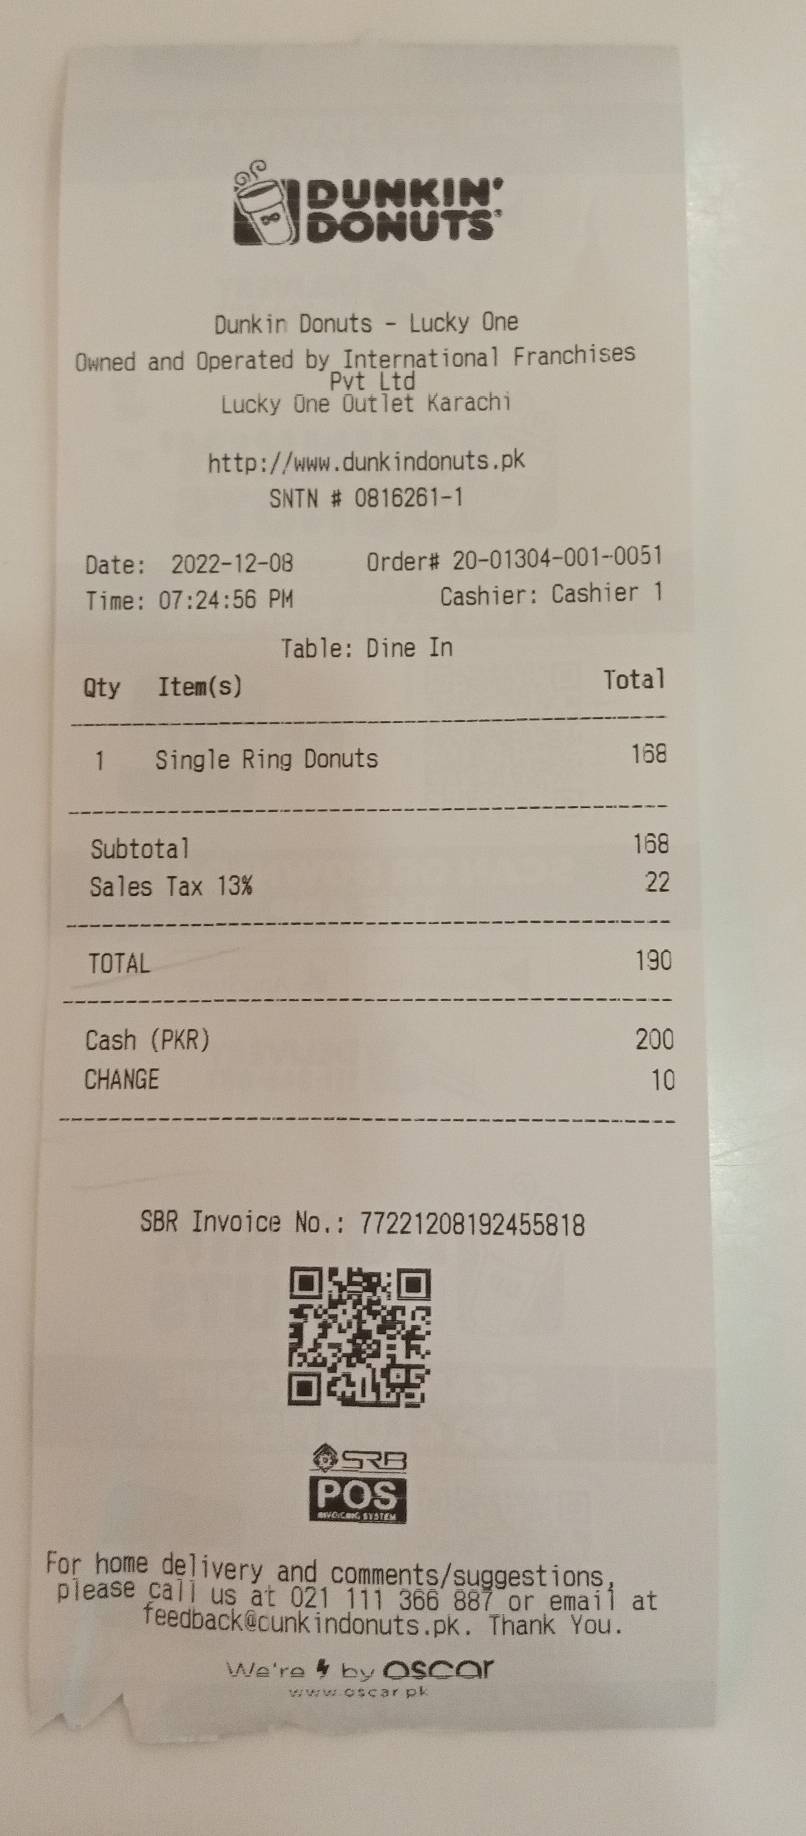 DUNKIN'
DONUTS
Dunkin Donuts - Lucky One
Owned and Operated by International Franchises
Pvt Ltd
Lucky One Outlet Karachi
http://www.dunkindonuts.pk
SNTN # 0816261-1
Date: 2022-12-08 Order# 20-01304-001-0051
Time: 07:24:56 PM Cashier: Cashier 1
Table: Dine In
Qty Item(s) Total
1 Single Ring Donuts 168
Subtotal 168
Sales Tax 13% 22
TOTAL 190
Cash (PKR) 200
CHANGE 10
SBR Invoice No.: 77221208192455818
SRB
POS
INVOICING SYSTEM
For home delivery and comments/suggestions,
please call us at 021 111 366 887 or email at
feedback@dunkindonuts.pk. Thank You.
We're by oscar
www.oscar.pk